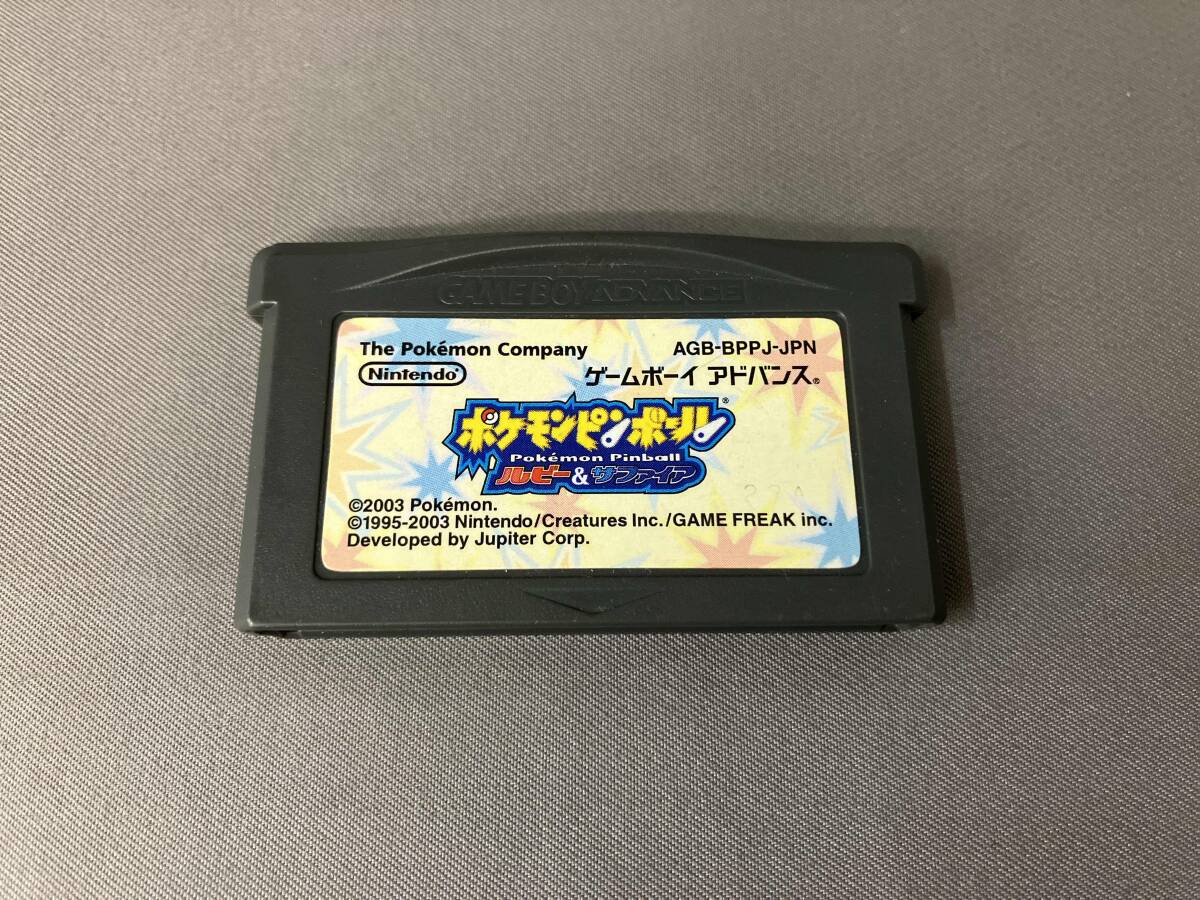 GAME BOY ADVANCE
The Pokémon Company AGB-BPPJ-JPN
Nintendo® ゲームボーイ アドバンス®
ポケモンピンボール®
Pokémon Pinball
ルビー&サファイア
©2003 Pokémon.
©1995-2003 Nintendo/Creatures Inc./GAME FREAK inc.
Developed by Jupiter Corp.